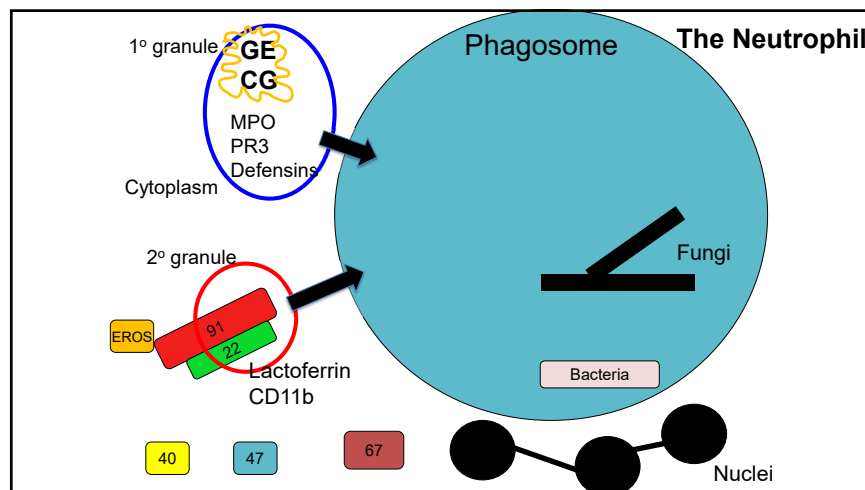 The Neutrophil
Phagosome
1o granule
GE
CG
MPO
PR3
Defensins
Cytoplasm
2o granule
EROS
91
22
Lactoferrin
CD11b
Fungi
Bacteria
40
47
67
Nuclei